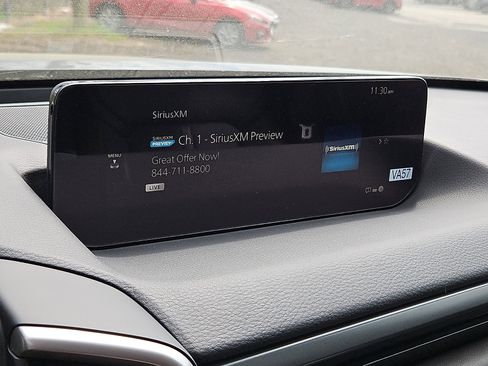 11:30 AM
SiriusXM
SIRIUSXM
PREVIEW
Ch. 1 - SiriusXM Preview
MENU
Great Offer Now!
844-711-8800
LIVE
((SiriusXM))
VA57